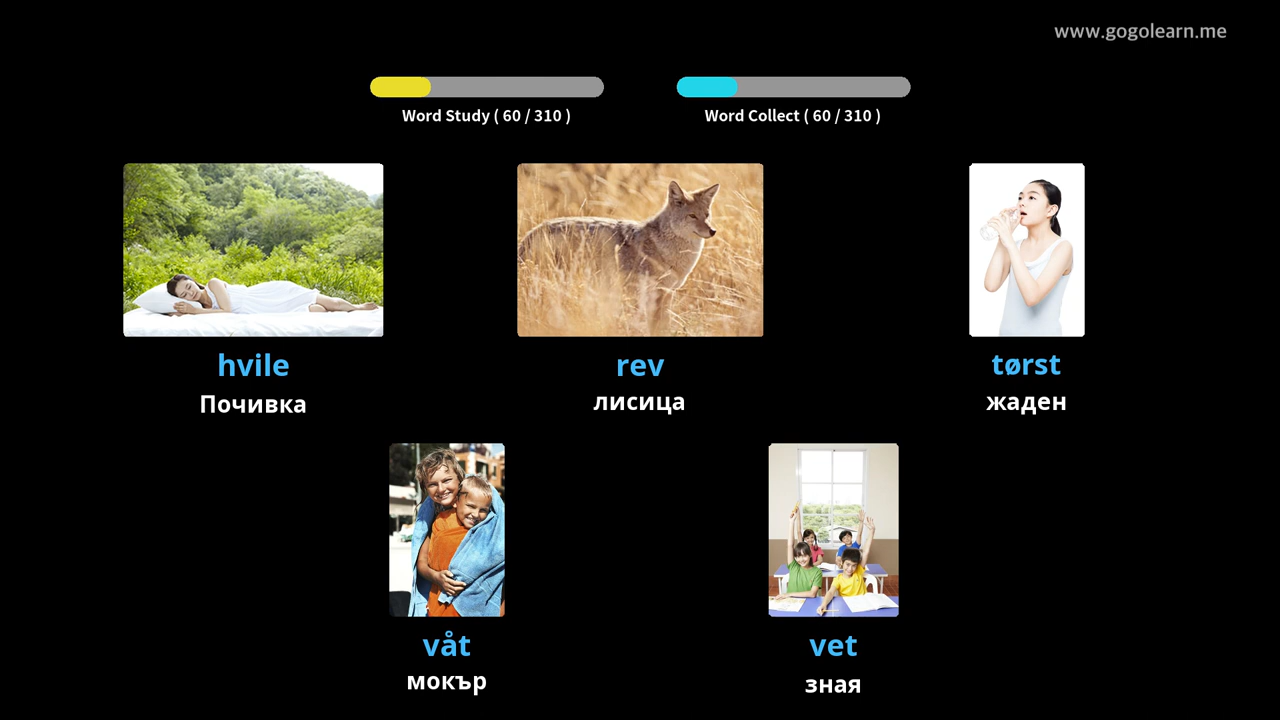 www.gogolearn.me
Word Study ( 60 / 310 )
Word Collect ( 60 / 310 )
hvile
Почивка
rev
лисица
tørst
жаден
våt
мокър
vet
зная